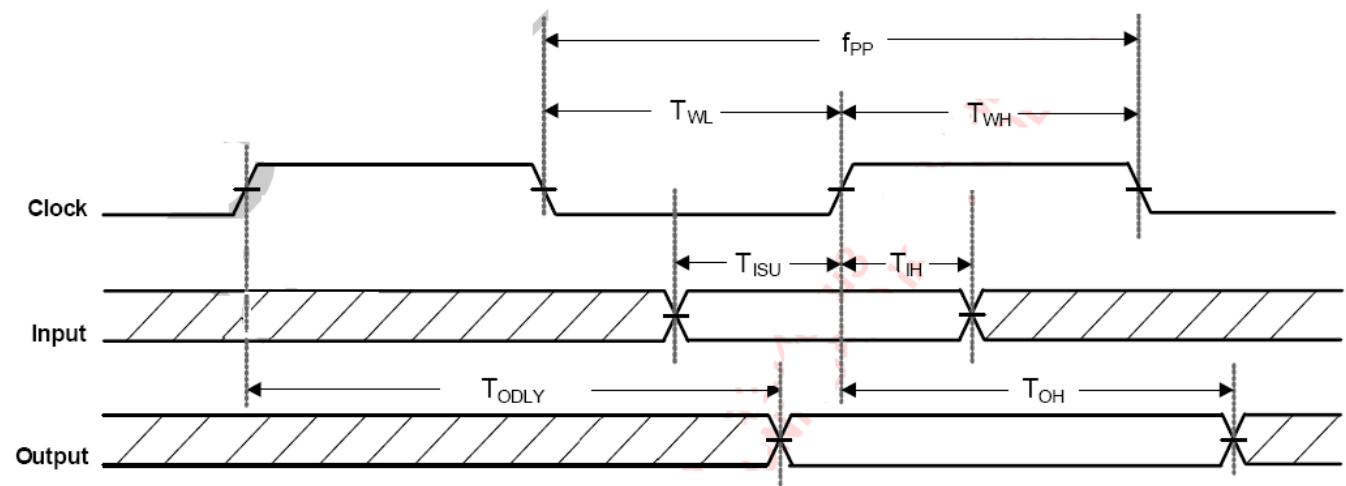 fPP
TWL
TWH
Clock
TISU
TIH
Input
TODLY
TOH
Output